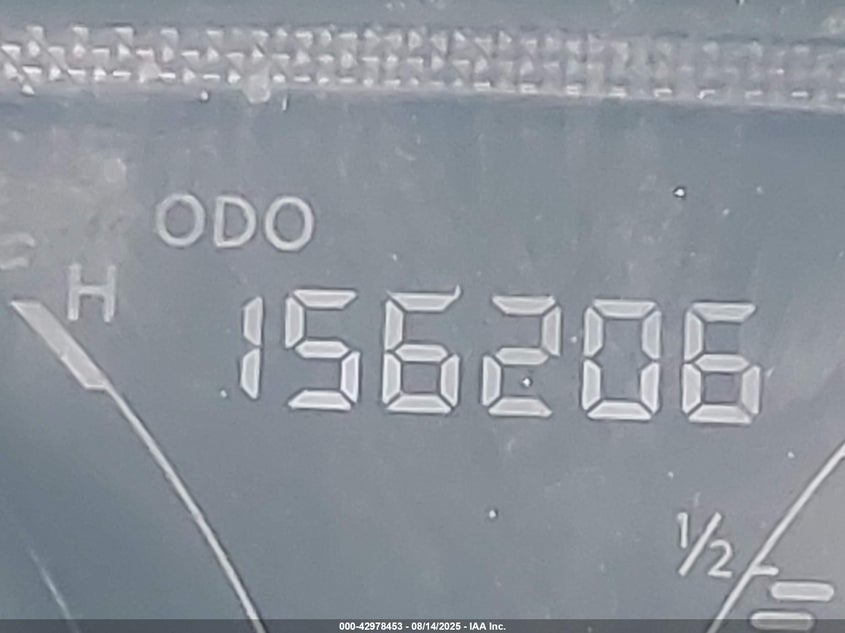 ODO
H
156206
1/2
000-42978453 - 08/14/2025 - IAA Inc.